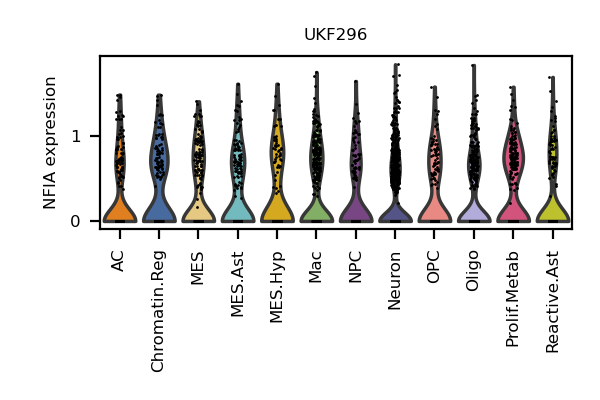 UKF296
NFIA expression
1
0
AC
Chromatin.Reg
MES
MES.Ast
MES.Hyp
Mac
NPC
Neuron
OPC
Oligo
Prolif.Metab
Reactive.Ast